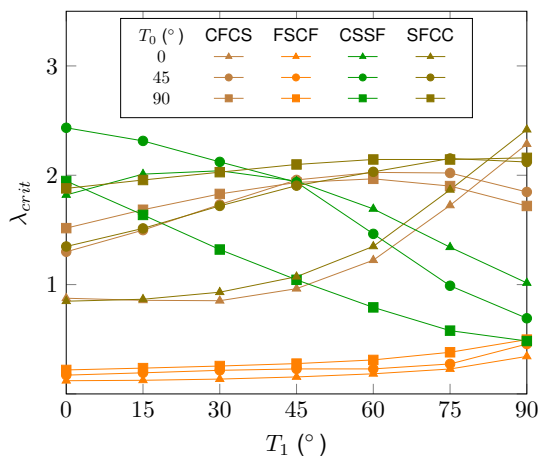 T₀ (°) CFCS FSCF CSSF SFCC
0
45
90
3
2
1
λcrit
0 15 30 45 60 75 90
T₁ (°)